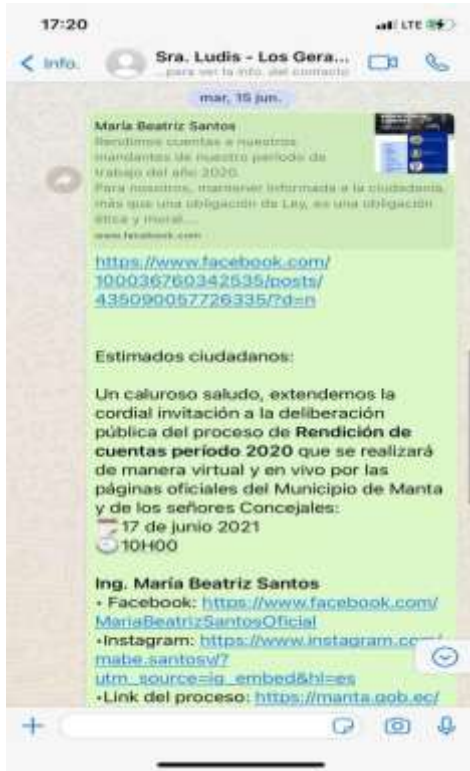 17:20
LTE
Info.
Sra. Ludis - Los Gera...
para ver la info. del contacto
mar, 15 jun.
María Beatriz Santos
Rendimos cuentas a nuestros
mandantes de nuestro período de
trabajo del año 2020.
Para nosotros, mantener informada a la ciudadanía,
más que una obligación de Ley, es una obligación
ética y moral....
www.facebook.com
https://www.facebook.com/
100036760342535/posts/
435090057726335/?d=n
Estimados ciudadanos:
Un caluroso saludo, extendemos la
cordial invitación a la deliberación
pública del proceso de Rendición de
cuentas período 2020 que se realizará
de manera virtual y en vivo por las
páginas oficiales del Municipio de Manta
y de los señores Concejales:
17 de junio 2021
10H00
Ing. María Beatriz Santos
• Facebook: https://www.facebook.com/
MariaBeatrizSantosOficial
•Instagram: https://www.instagram.com/
mabe.santosv/?
utm_source=ig_embed&hl=es
•Link del proceso: https://manta.gob.ec/